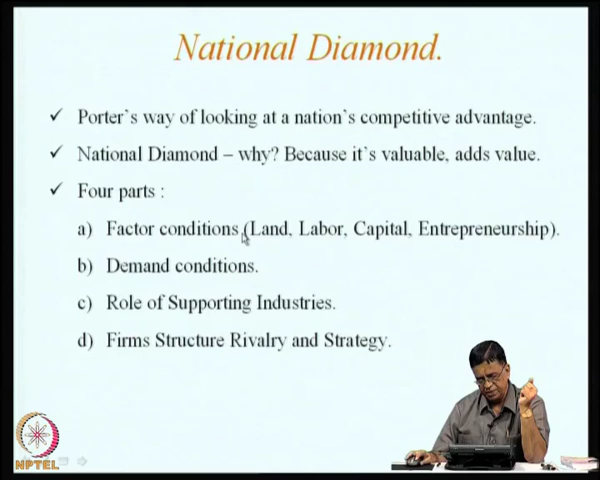 National Diamond.
✓ Porter`s way of looking at a nation`s competitive advantage.
✓ National Diamond – why? Because it`s valuable, adds value.
✓ Four parts :
a) Factor conditions (Land, Labor, Capital, Entrepreneurship).
b) Demand conditions.
c) Role of Supporting Industries.
d) Firms Structure Rivalry and Strategy.
NPTEL